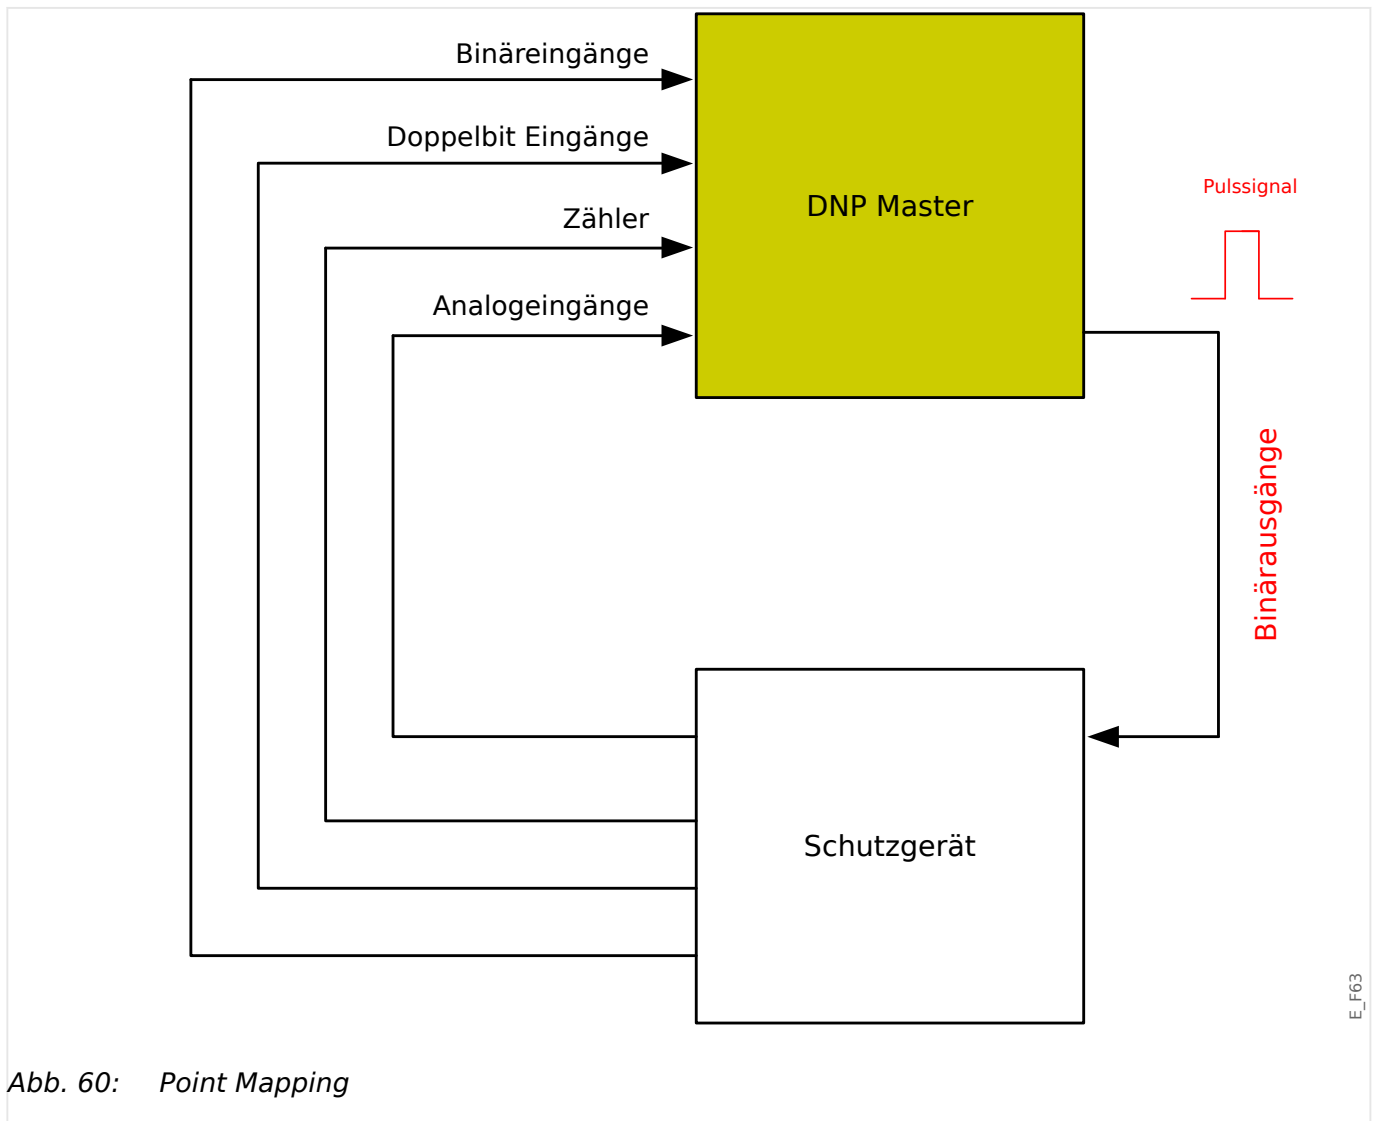 Binäreingänge
Doppelbit Eingänge
Zähler
Analogeingänge
DNP Master
Pulssignal
Binärausgänge
Schutzgerät
E_F63
Abb. 60: Point Mapping